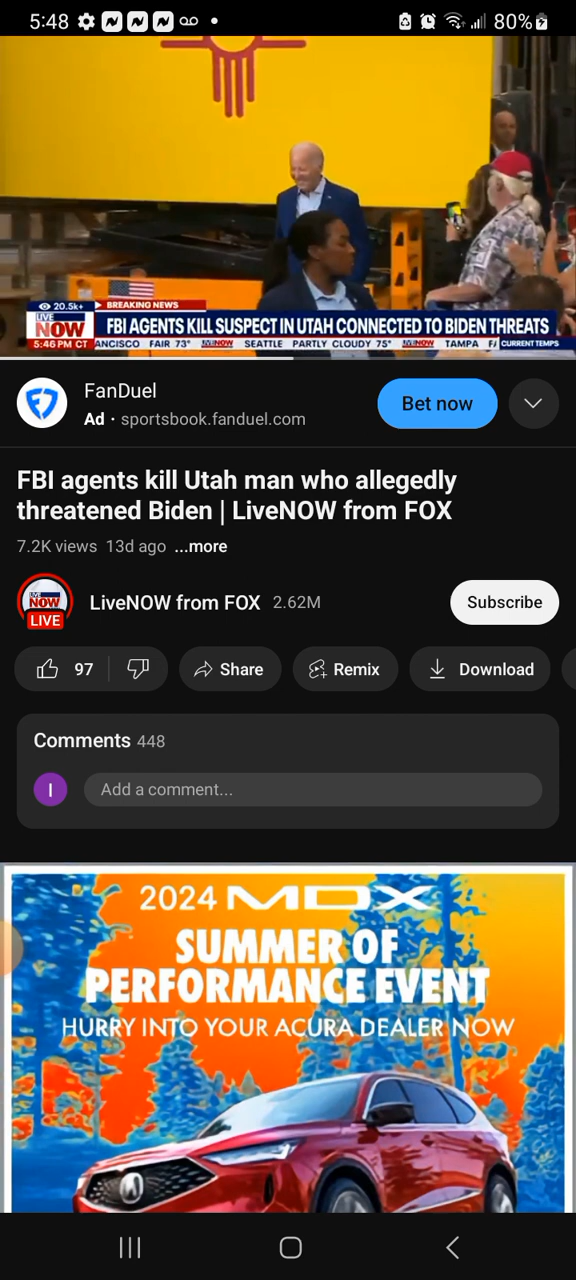 5:48
80%
20.5k+
BREAKING NEWS
LIVE
NOW
FBI AGENTS KILL SUSPECT IN UTAH CONNECTED TO BIDEN THREATS
5:46 PM CT
ANCISCO FAIR 73° LIVENOW SEATTLE PARTLY CLOUDY 75° LIVENOW TAMPA
CURRENT TEMPS
FanDuel
Ad · sportsbook.fanduel.com
Bet now
FBI agents kill Utah man who allegedly
threatened Biden | LiveNOW from FOX
7.2K views 13d ago ...more
LIVE
NOW
LIVE
LiveNOW from FOX 2.62M
Subscribe
97
Share
Remix
Download
Comments 448
I
Add a comment...
2024 MDX
SUMMER OF
PERFORMANCE EVENT
HURRY INTO YOUR ACURA DEALER NOW